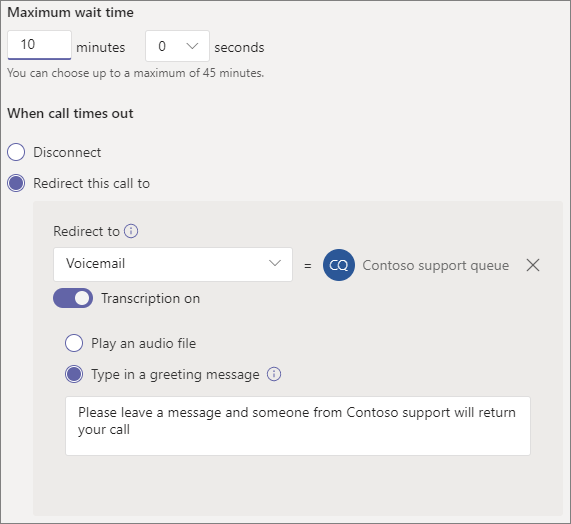 Maximum wait time
10 minutes 0 seconds
You can choose up to a maximum of 45 minutes.
When call times out
Disconnect
Redirect this call to
Redirect to
Voicemail = CQ Contoso support queue
Transcription on
Play an audio file
Type in a greeting message
Please leave a message and someone from Contoso support will return
your call